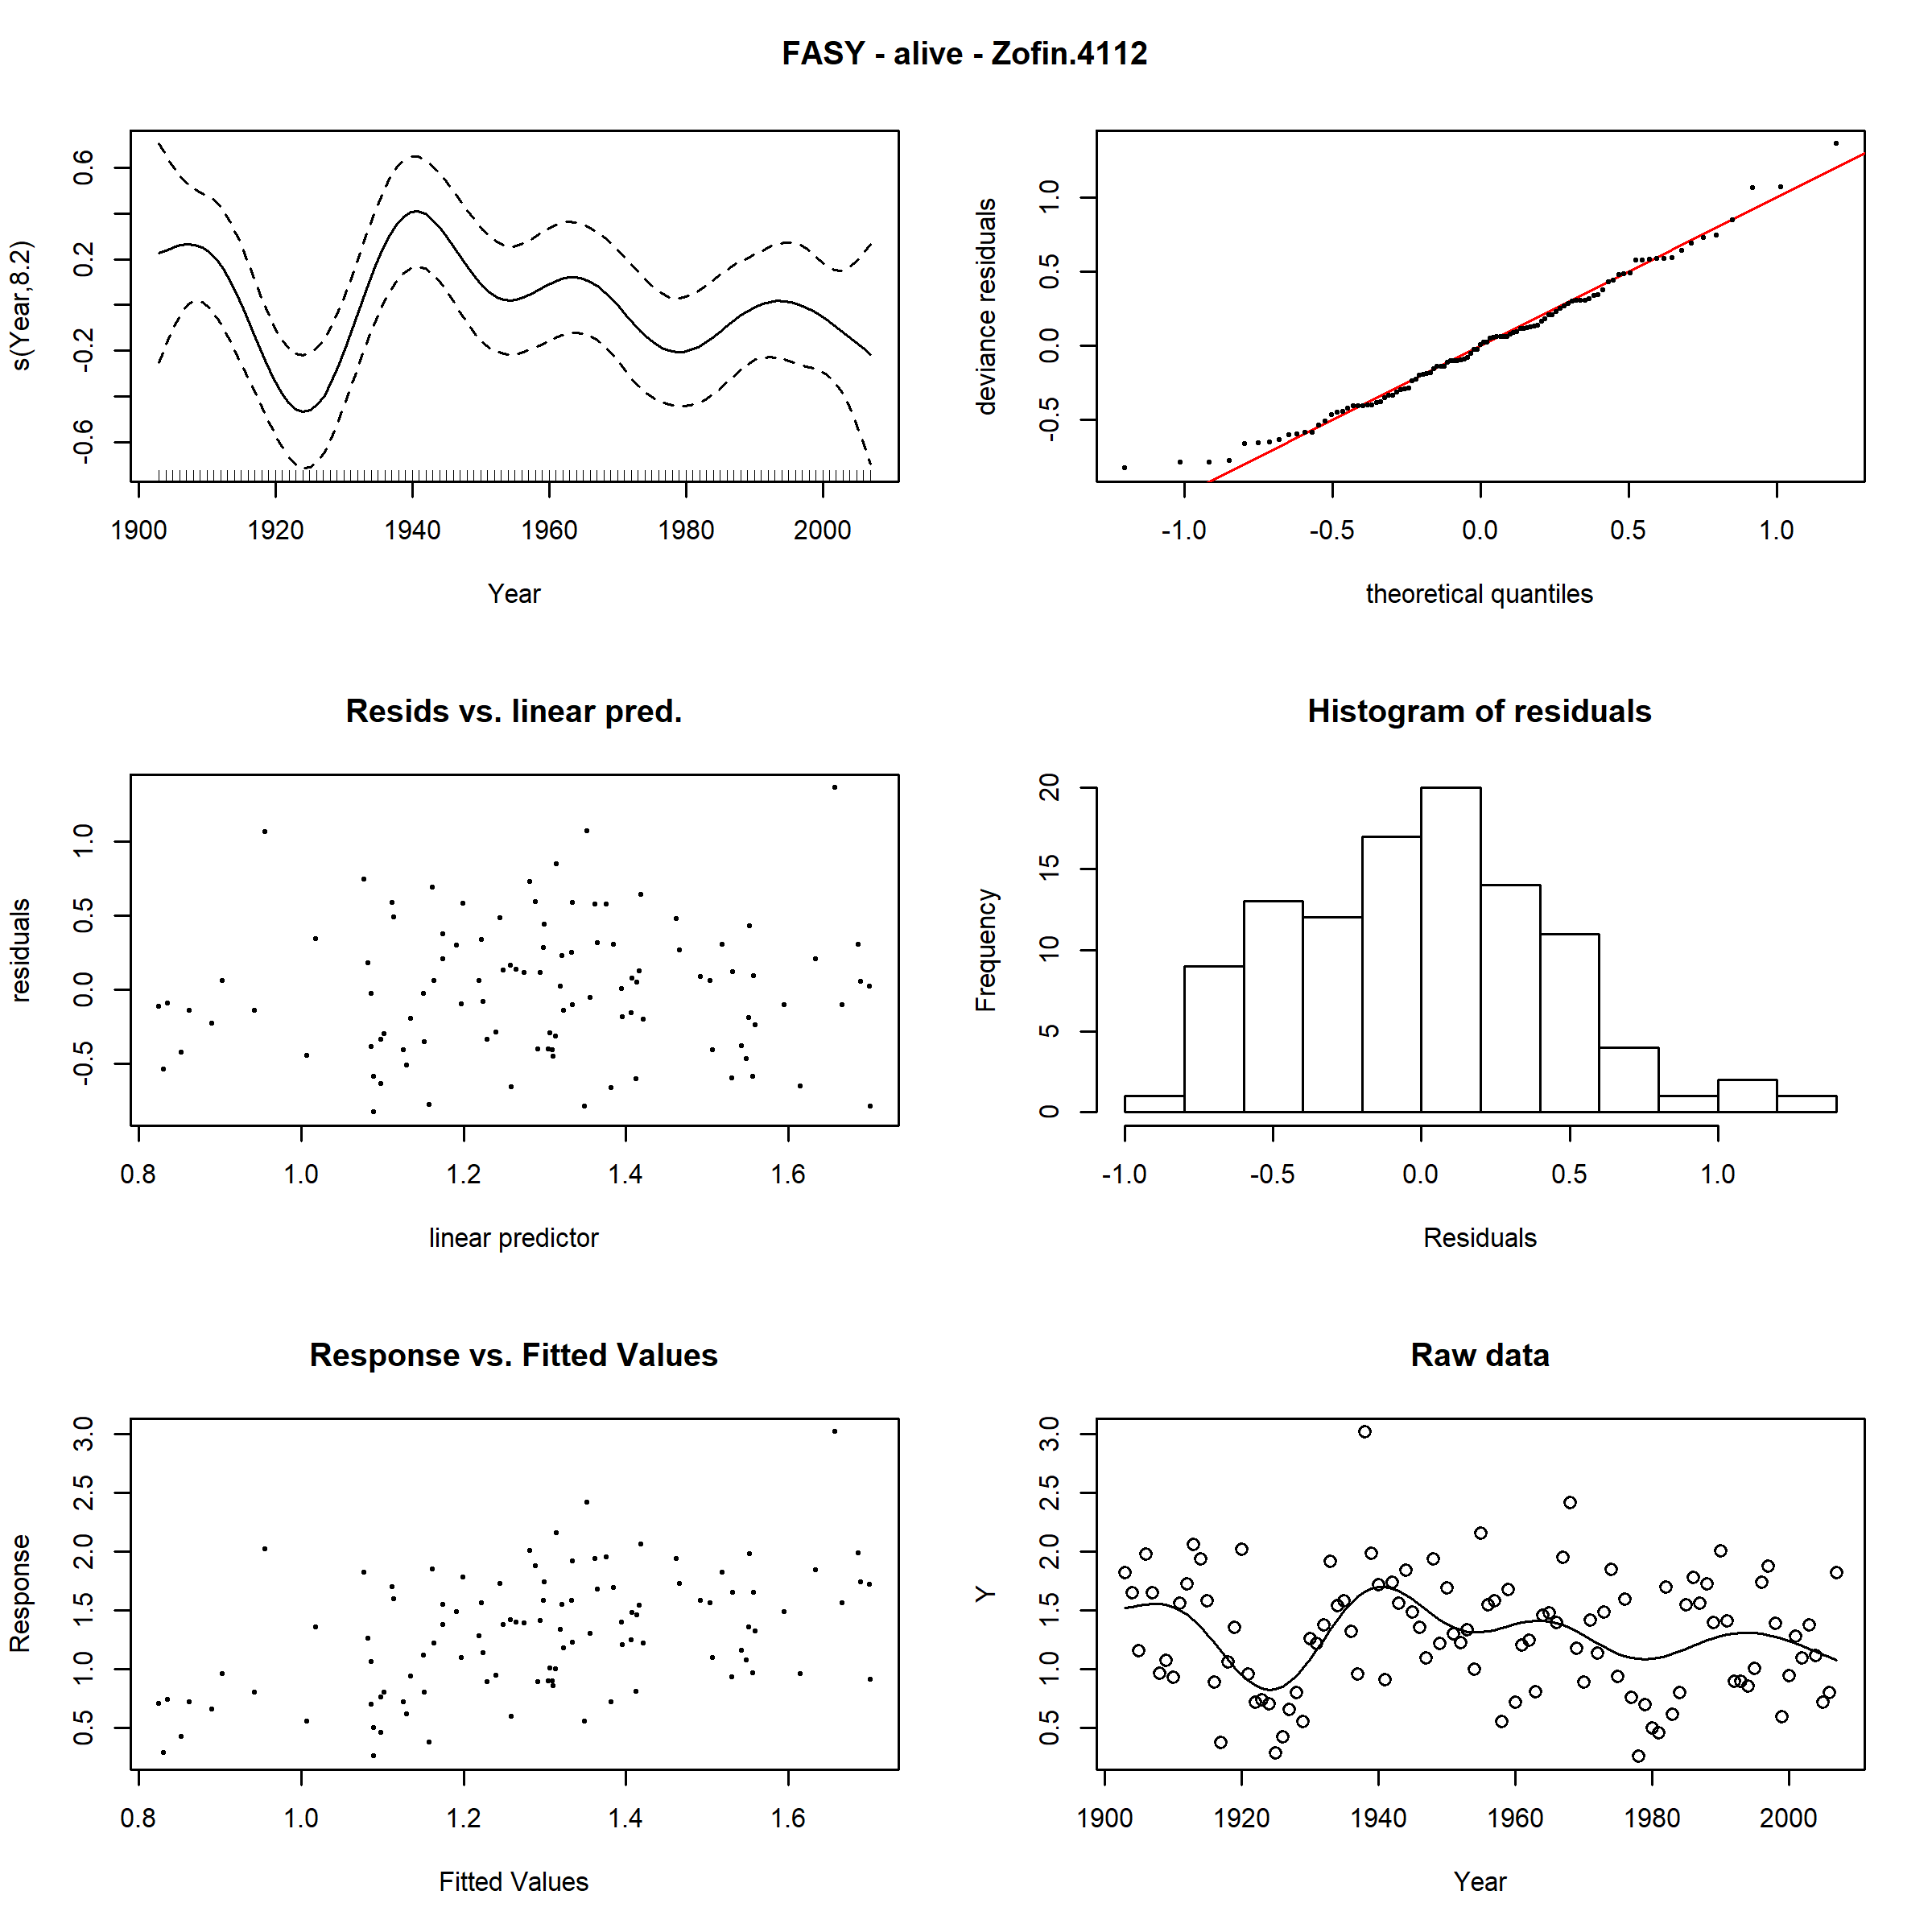 FASY - alive - Zofin.4112
s(Year,8.2)
-0.6 -0.2 0.2 0.6
1900 1920 1940 1960 1980 2000
Year
deviance residuals
-0.5 0.0 0.5 1.0
-1.0 -0.5 0.0 0.5 1.0
theoretical quantiles
Resids vs. linear pred.
residuals
-0.5 0.0 0.5 1.0
0.8 1.0 1.2 1.4 1.6
linear predictor
Histogram of residuals
Frequency
0 5 10 15 20
-1.0 -0.5 0.0 0.5 1.0
Residuals
Response vs. Fitted Values
Response
0.5 1.0 1.5 2.0 2.5 3.0
0.8 1.0 1.2 1.4 1.6
Fitted Values
Raw data
Y
0.5 1.0 1.5 2.0 2.5 3.0
1900 1920 1940 1960 1980 2000
Year